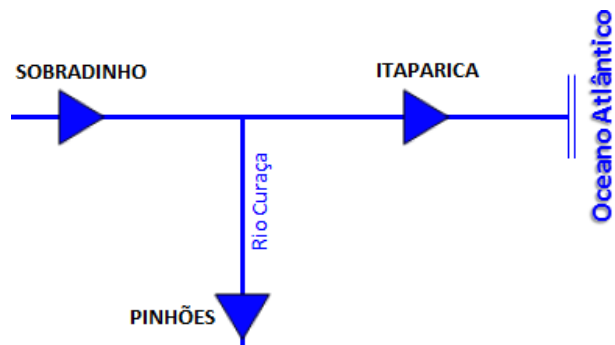 SOBRADINHO
ITAPARICA
Oceano Atlântico
Rio Curaça
PINHÕES